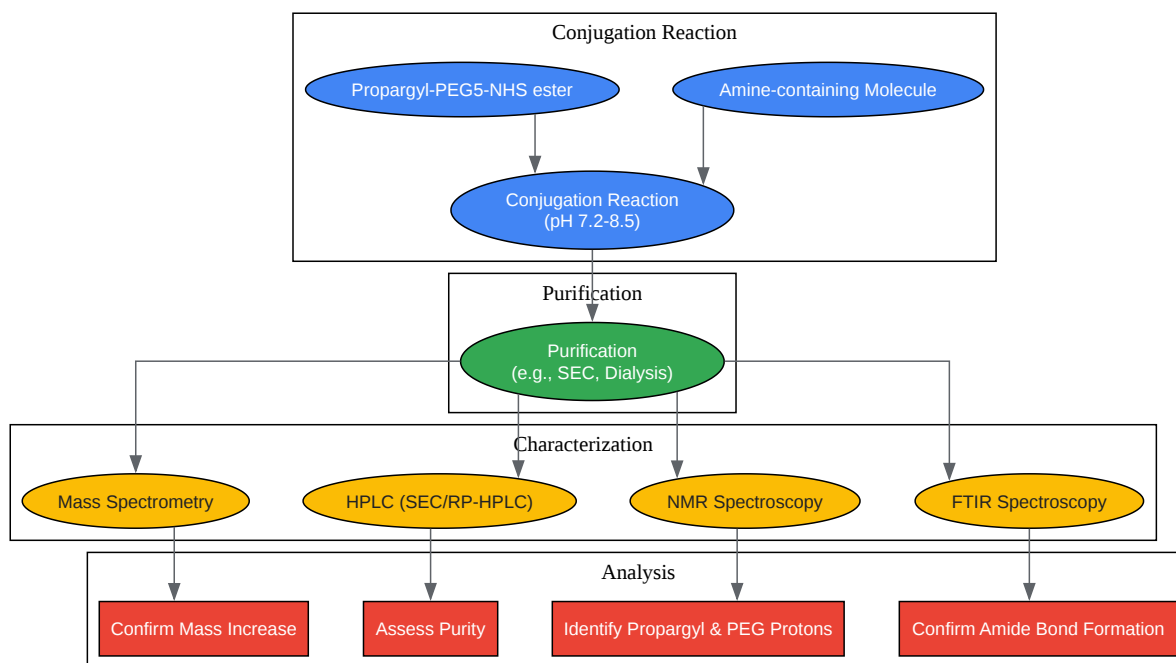 Conjugation Reaction
Propargyl-PEG5-NHS ester
Amine-containing Molecule
Conjugation Reaction
(pH 7.2-8.5)
Purification
Purification
(e.g., SEC, Dialysis)
Characterization
Mass Spectrometry
HPLC (SEC/RP-HPLC)
NMR Spectroscopy
FTIR Spectroscopy
Analysis
Confirm Mass Increase
Assess Purity
Identify Propargyl & PEG Protons
Confirm Amide Bond Formation